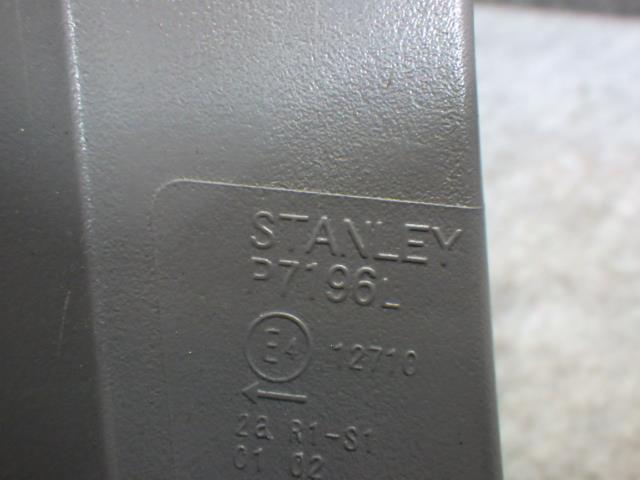 STANLEY
P7196L
E4 12710
←
2a R1-S1
01 02